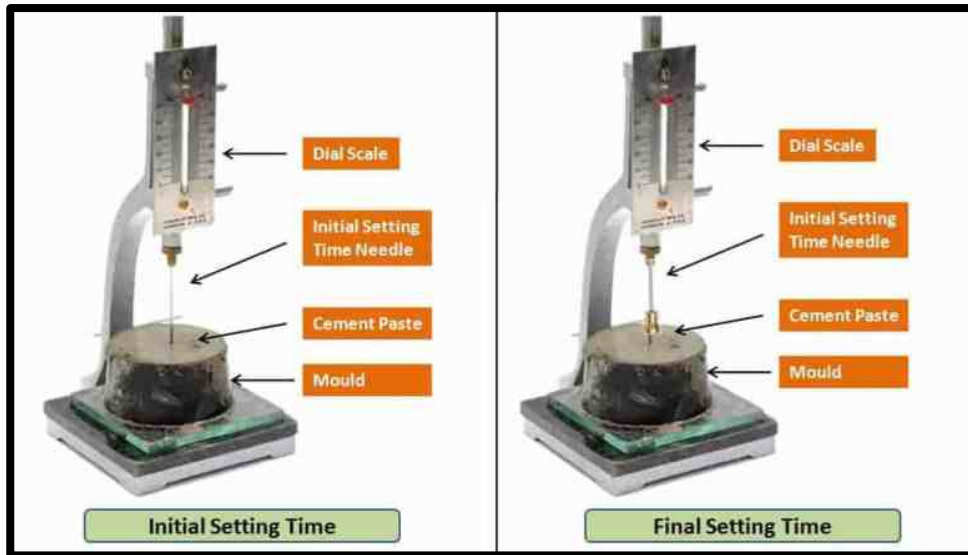 Dial Scale
Initial Setting
Time Needle
Cement Paste
Mould
Initial Setting Time
Dial Scale
Initial Setting
Time Needle
Cement Paste
Mould
Final Setting Time